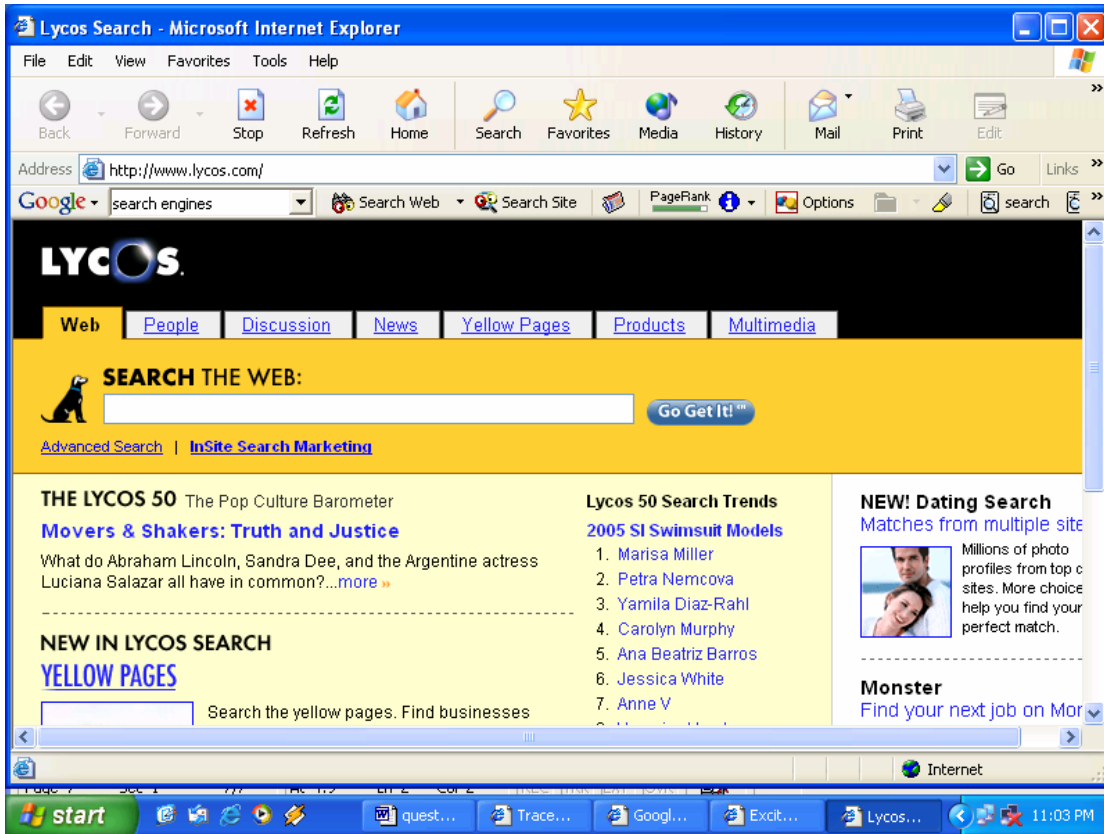 Lycos Search - Microsoft Internet Explorer
File Edit View Favorites Tools Help
Back Forward Stop Refresh Home Search Favorites Media History Mail Print Edit
Address http://www.lycos.com/ Go Links
Google search engines Search Web Search Site PageRank Options search
LYCOS.
Web People Discussion News Yellow Pages Products Multimedia
SEARCH THE WEB:
Go Get It! ™
Advanced Search | InSite Search Marketing
THE LYCOS 50 The Pop Culture Barometer
Movers & Shakers: Truth and Justice
What do Abraham Lincoln, Sandra Dee, and the Argentine actress
Luciana Salazar all have in common?...more »
NEW IN LYCOS SEARCH
YELLOW PAGES
Search the yellow pages. Find businesses
Lycos 50 Search Trends
2005 SI Swimsuit Models
1. Marisa Miller
2. Petra Nemcova
3. Yamila Diaz-Rahl
4. Carolyn Murphy
5. Ana Beatriz Barros
6. Jessica White
7. Anne V
NEW! Dating Search
Matches from multiple site
Millions of photo
profiles from top c
sites. More choice
help you find your
perfect match.
Monster
Find your next job on Mor
Internet
start quest... Trace... Googl... Excit... Lycos... 11:03 PM